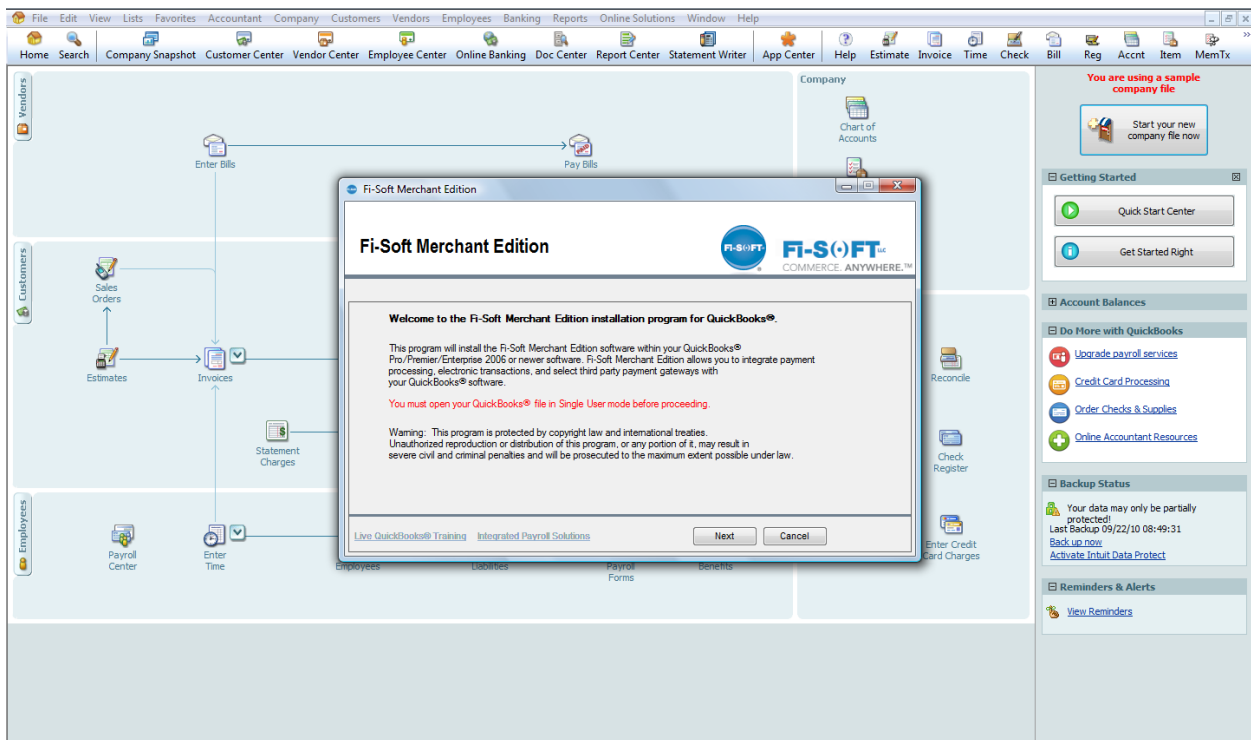 File Edit View Lists Favorites Accountant Company Customers Vendors Employees Banking Reports Online Solutions Window Help
Home Search Company Snapshot Customer Center Vendor Center Employee Center Online Banking Doc Center Report Center Statement Writer App Center Help Estimate Invoice Time Check Bill Reg Accnt Item MemTx
Vendors
Enter Bills
Pay Bills
Company
Chart of
Accounts
Customers
Sales
Orders
Estimates
Invoices
Statement
Charges
Reconcile
Check
Register
Enter Credit
Card Charges
Employees
Payroll
Center
Enter
Time
Employees
Liabilities
Payroll
Forms
Benefits
Fi-Soft Merchant Edition
Fi-Soft Merchant Edition
Fi-SOFT
Fi-SOFT LLC
COMMERCE. ANYWHERE.™
Welcome to the Fi-Soft Merchant Edition installation program for QuickBooks®.
This program will install the Fi-Soft Merchant Edition software within your QuickBooks®
Pro/Premier/Enterprise 2006 or newer software. Fi-Soft Merchant Edition allows you to integrate payment
processing, electronic transactions, and select third party payment gateways with
your QuickBooks® software.
You must open your QuickBooks® file in Single User mode before proceeding.
Warning: This program is protected by copyright law and international treaties.
Unauthorized reproduction or distribution of this program, or any portion of it, may result in
severe civil and criminal penalties and will be prosecuted to the maximum extent possible under law.
Live QuickBooks® Training Integrated Payroll Solutions Next Cancel
You are using a sample
company file
Start your new
company file now
Getting Started
Quick Start Center
Get Started Right
Account Balances
Do More with QuickBooks
Upgrade payroll services
Credit Card Processing
Order Checks & Supplies
Online Accountant Resources
Backup Status
Your data may only be partially
protected!
Last Backup 09/22/10 08:49:31
Back up now
Activate Intuit Data Protect
Reminders & Alerts
View Reminders